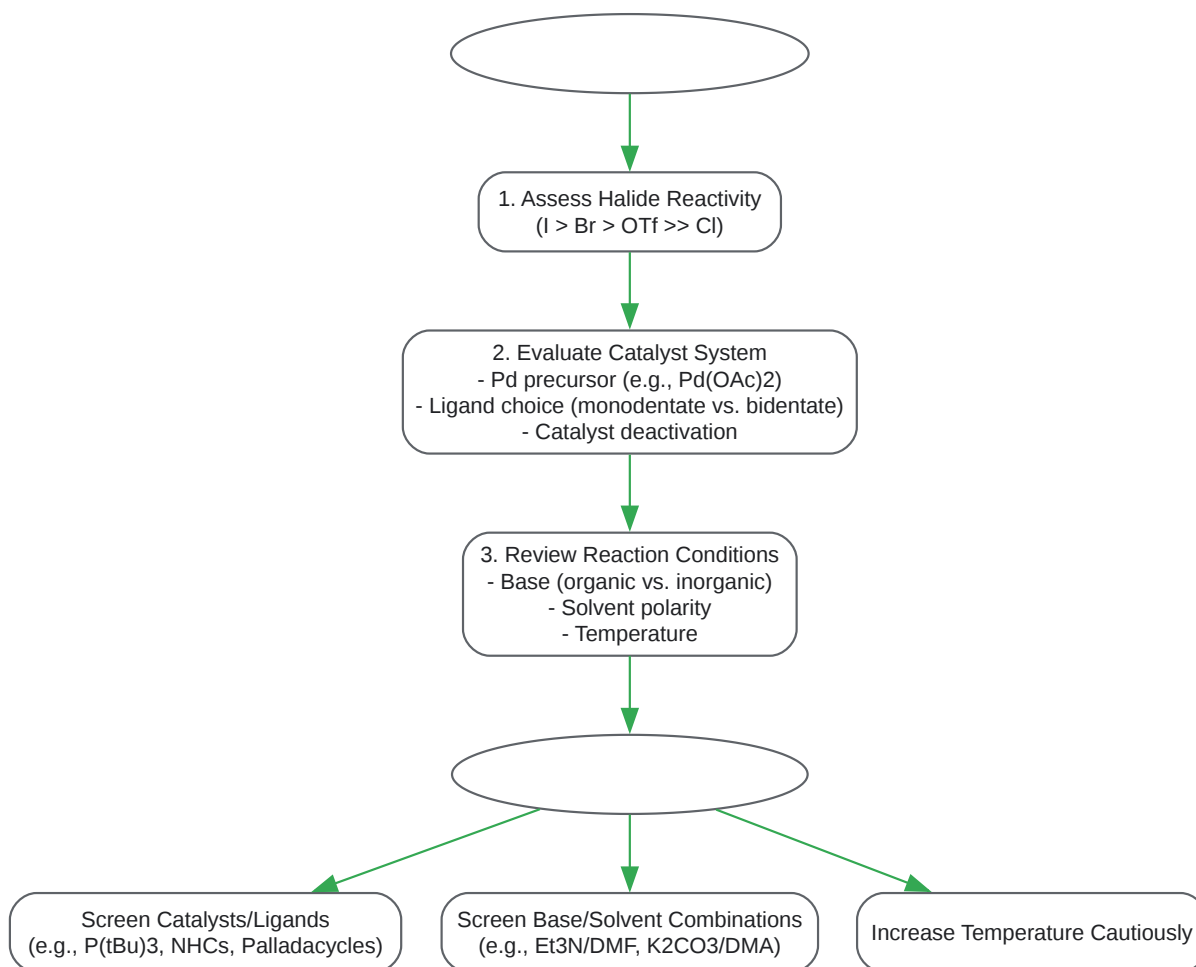 1. Assess Halide Reactivity
(I > Br > OTf >> Cl)
2. Evaluate Catalyst System
- Pd precursor (e.g., Pd(OAc)2)
- Ligand choice (monodentate vs. bidentate)
- Catalyst deactivation
3. Review Reaction Conditions
- Base (organic vs. inorganic)
- Solvent polarity
- Temperature
Screen Catalysts/Ligands
(e.g., P(tBu)3, NHCs, Palladacycles)
Screen Base/Solvent Combinations
(e.g., Et3N/DMF, K2CO3/DMA)
Increase Temperature Cautiously